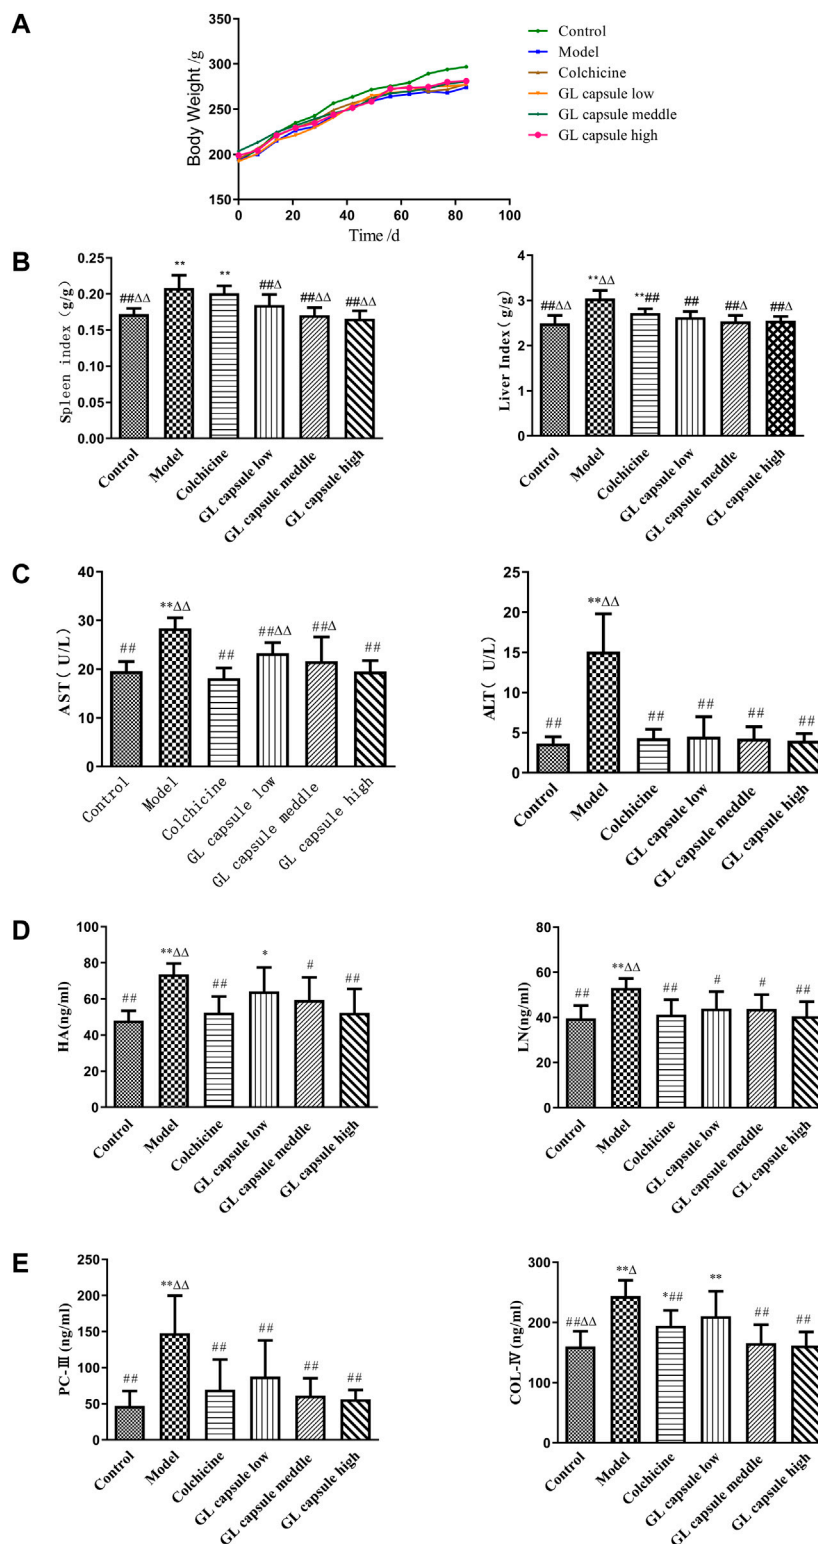 A
Body Weight /g
300
250
200
150
0 20 40 60 80 100
Time /d
Control
Model
Colchicine
GL capsule low
GL capsule meddle
GL capsule high
B
Spleen index (g/g)
0.25
0.20
0.15
0.10
0.05
0.00
##ΔΔ
**
**
##Δ
##ΔΔ
##ΔΔ
Control
Model
Colchicine
GL capsule low
GL capsule meddle
GL capsule high
Liver Index (g/g)
4
3
2
1
0
##ΔΔ
**ΔΔ
**##
##
##Δ
##Δ
Control
Model
Colchicine
GL capsule low
GL capsule meddle
GL capsule high
C
AST( U/L)
40
30
20
10
0
##
**ΔΔ
##
##ΔΔ
##Δ
##
Control
Model
Colchicine
GL capsule low
GL capsule meddle
GL capsule high
ALT( U/L)
25
20
15
10
5
0
##
**ΔΔ
##
##
##
##
Control
Model
Colchicine
GL capsule low
GL capsule meddle
GL capsule high
D
HA(ng/ml)
100
80
60
40
20
0
##
**ΔΔ
##
*
#
##
Control
Model
Colchicine
GL capsule low
GL capsule meddle
GL capsule high
LN(ng/ml)
80
60
40
20
0
##
**ΔΔ
##
#
#
##
Control
Model
Colchicine
GL capsule low
GL capsule meddle
GL capsule high
E
PC-Ⅲ (ng/ml)
250
200
150
100
50
0
##
**ΔΔ
##
##
##
##
Control
Model
Colchicine
GL capsule low
GL capsule meddle
GL capsule high
COL-Ⅳ (ng/ml)
300
200
100
0
##ΔΔ
**Δ
*##
**
##
##
Control
Model
Colchicine
GL capsule low
GL capsule meddle
GL capsule high